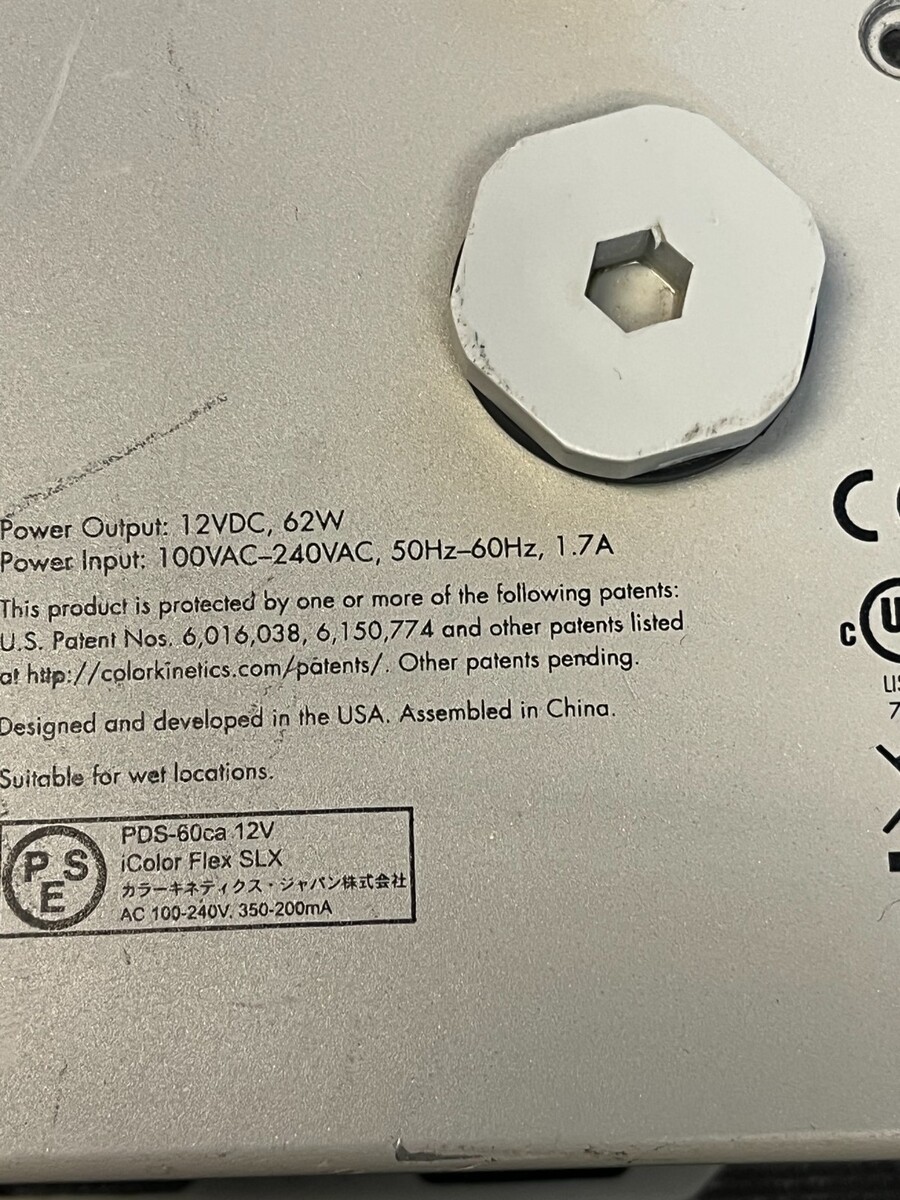 Power Output: 12VDC, 62W
Power Input: 100VAC–240VAC, 50Hz–60Hz, 1.7A
This product is protected by one or more of the following patents:
U.S. Patent Nos. 6,016,038, 6,150,774 and other patents listed
at http://colorkinetics.com/patents/. Other patents pending.
Designed and developed in the USA. Assembled in China.
Suitable for wet locations.
PSE
PDS-60ca 12V
iColor Flex SLX
カラーキネティクス・ジャパン株式会社
AC 100-240V. 350-200mA
CE
C
U
LIS
7